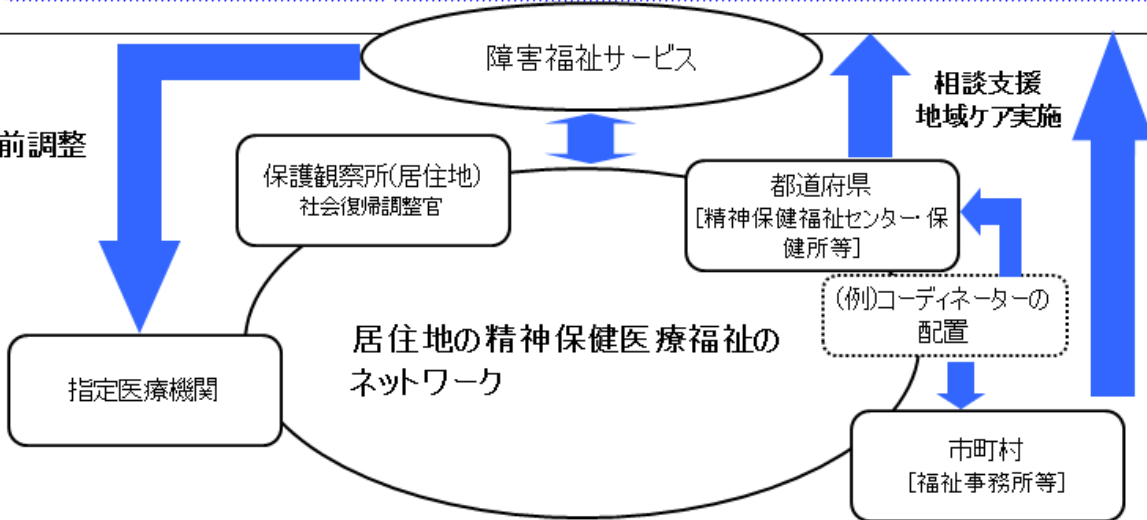 障害福祉サービス
相談支援
地域ケア実施
前調整
保護観察所(居住地)
社会復帰調整官
都道府県
[精神保健福祉センター・保
健所等]
(例)コーディネーターの
配置
居住地の精神保健医療福祉の
ネットワーク
指定医療機関
市町村
[福祉事務所等]